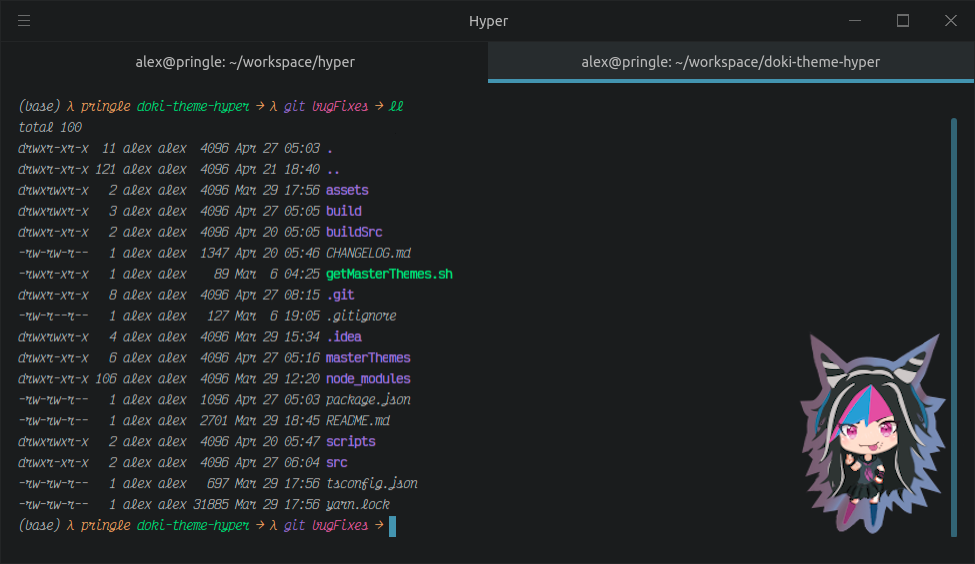 Hyper
alex@pringle: ~/workspace/hyper
alex@pringle: ~/workspace/doki-theme-hyper
(base) λ pringle doki-theme-hyper → λ git bugFixes → ll
total 100
drwxr-xr-x  11 alex alex  4096 Apr 27 05:03 .
drwxr-xr-x 121 alex alex  4096 Apr 21 18:40 ..
drwxrwxr-x   2 alex alex  4096 Mar 29 17:56 assets
drwxrwxr-x   3 alex alex  4096 Apr 27 05:05 build
drwxr-xr-x   2 alex alex  4096 Apr 20 05:05 buildSrc
-rw-rw-r--   1 alex alex  1347 Apr 20 05:46 CHANGELOG.md
-rwxr-xr-x   1 alex alex    89 Mar  6 04:25 getMasterThemes.sh
drwxr-xr-x   8 alex alex  4096 Apr 27 08:15 .git
-rw-r--r--   1 alex alex   127 Mar  6 19:05 .gitignore
drwxrwxr-x   4 alex alex  4096 Mar 29 15:34 .idea
drwxr-xr-x   6 alex alex  4096 Apr 27 05:16 masterThemes
drwxr-xr-x 106 alex alex  4096 Mar 29 12:20 node_modules
-rw-rw-r--   1 alex alex  1096 Apr 27 05:03 package.json
-rw-rw-r--   1 alex alex  2701 Mar 29 18:45 README.md
drwxrwxr-x   2 alex alex  4096 Apr 20 05:47 scripts
drwxr-xr-x   2 alex alex  4096 Apr 27 06:04 src
-rw-rw-r--   1 alex alex   697 Mar 29 17:56 tsconfig.json
-rw-rw-r--   1 alex alex 31885 Mar 29 17:56 yarn.lock
(base) λ pringle doki-theme-hyper → λ git bugFixes →